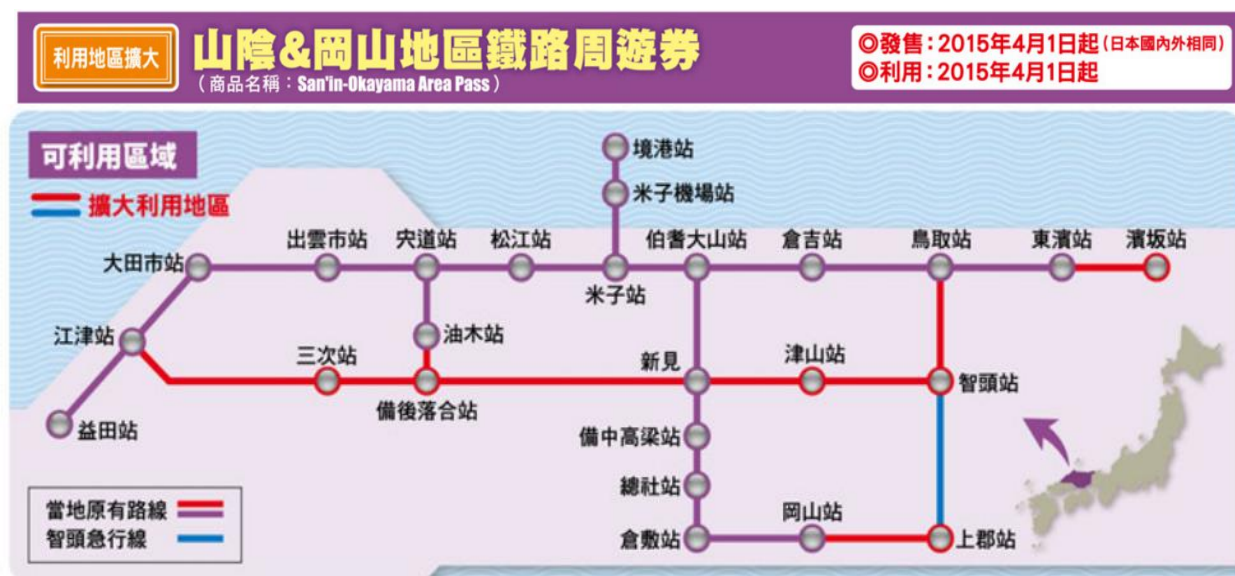 利用地區擴大
山陰&岡山地區鐵路周遊券
(商品名稱:San'in-Okayama Area Pass)
◎發售:2015年4月1日起(日本國內外相同)
◎利用:2015年4月1日起
可利用區域
擴大利用地區
境港站
米子機場站
大田市站
出雲市站
宍道站
松江站
米子站
伯耆大山站
倉吉站
鳥取站
東濱站
濱坂站
江津站
油木站
三次站
備後落合站
新見
津山站
智頭站
益田站
備中高梁站
總社站
倉敷站
岡山站
上郡站
當地原有路線
智頭急行線